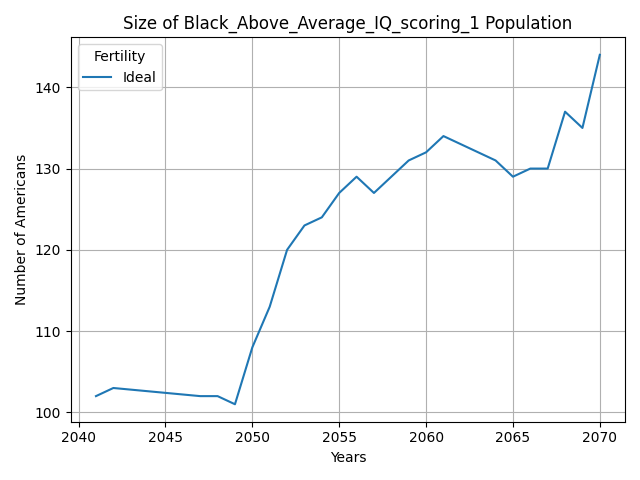 Size of Black_Above_Average_IQ_scoring_1 Population
Fertility
Ideal
Number of Americans
140
130
120
110
100
2040 2045 2050 2055 2060 2065 2070
Years